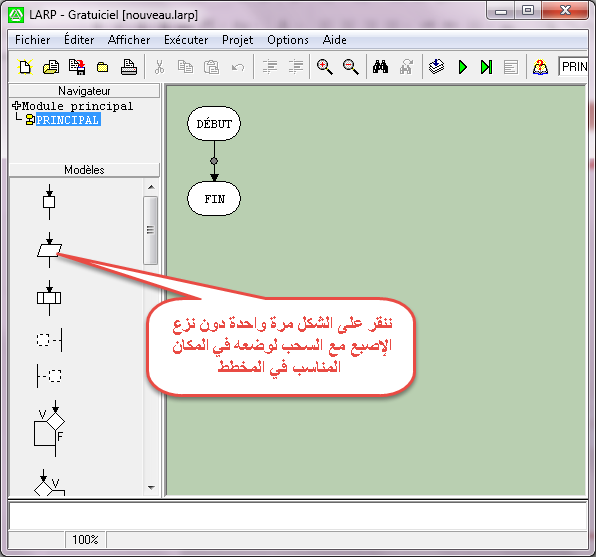 LARP - Gratuiciel [nouveau.larp]
Fichier Éditer Afficher Exécuter Projet Options Aide
PRIN
Navigateur
Module principal
PRINCIPAL
Modèles
DÉBUT
FIN
ننقر على الشكل مرة واحدة دون نزع
الإصبع مع السحب لوضعه في المكان
المناسب في المخطط
V
F
V
100%